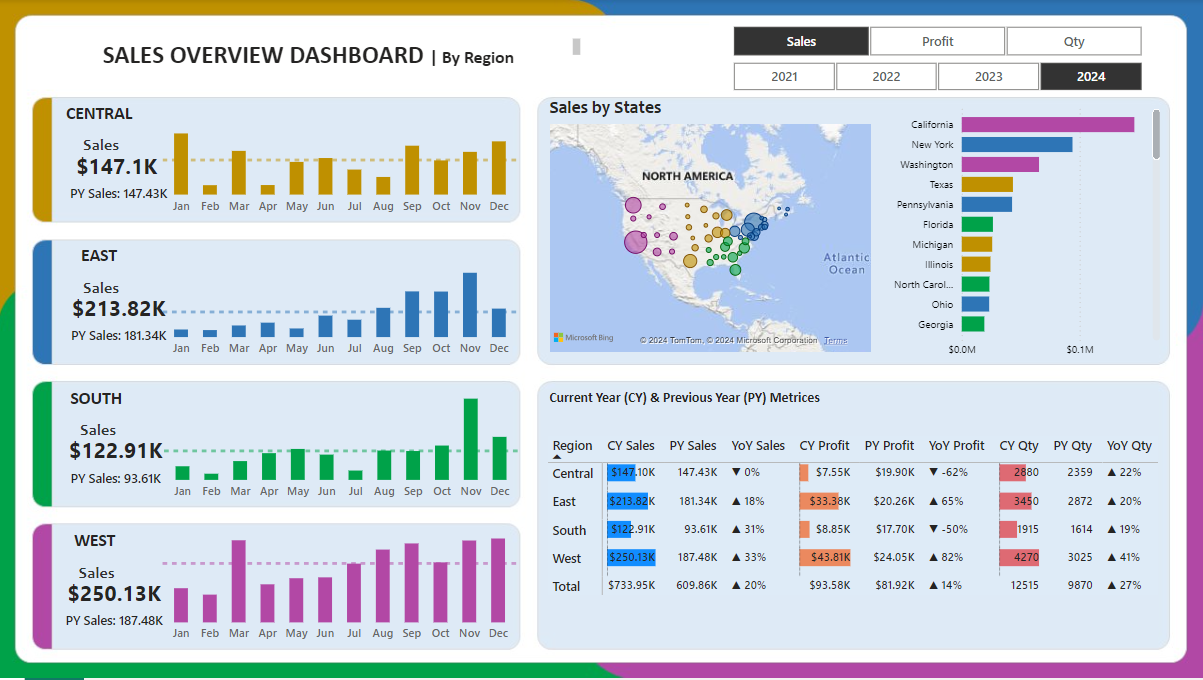 SALES OVERVIEW DASHBOARD | By Region
Sales Profit Qty
2021 2022 2023 2024
CENTRAL
Sales
$147.1K
PY Sales: 147.43K
Jan Feb Mar Apr May Jun Jul Aug Sep Oct Nov Dec
EAST
Sales
$213.82K
PY Sales: 181.34K
Jan Feb Mar Apr May Jun Jul Aug Sep Oct Nov Dec
SOUTH
Sales
$122.91K
PY Sales: 93.61K
Jan Feb Mar Apr May Jun Jul Aug Sep Oct Nov Dec
WEST
Sales
$250.13K
PY Sales: 187.48K
Jan Feb Mar Apr May Jun Jul Aug Sep Oct Nov Dec
Sales by States
NORTH AMERICA
Atlantic
Ocean
Microsoft Bing
© 2024 TomTom, © 2024 Microsoft Corporation Terms
California
New York
Washington
Texas
Pennsylvania
Florida
Michigan
Illinois
North Carol...
Ohio
Georgia
$0.0M $0.1M
Current Year (CY) & Previous Year (PY) Metrices
Region CY Sales PY Sales YoY Sales CY Profit PY Profit YoY Profit CY Qty PY Qty YoY Qty
Central $147.10K 147.43K ▼ 0% $7.55K $19.90K ▼ -62% 2880 2359 ▲ 22%
East $213.82K 181.34K ▲ 18% $33.38K $20.26K ▲ 65% 3450 2872 ▲ 20%
South $122.91K 93.61K ▲ 31% $8.85K $17.70K ▼ -50% 1915 1614 ▲ 19%
West $250.13K 187.48K ▲ 33% $43.81K $24.05K ▲ 82% 4270 3025 ▲ 41%
Total $733.95K 609.86K ▲ 20% $93.58K $81.92K ▲ 14% 12515 9870 ▲ 27%